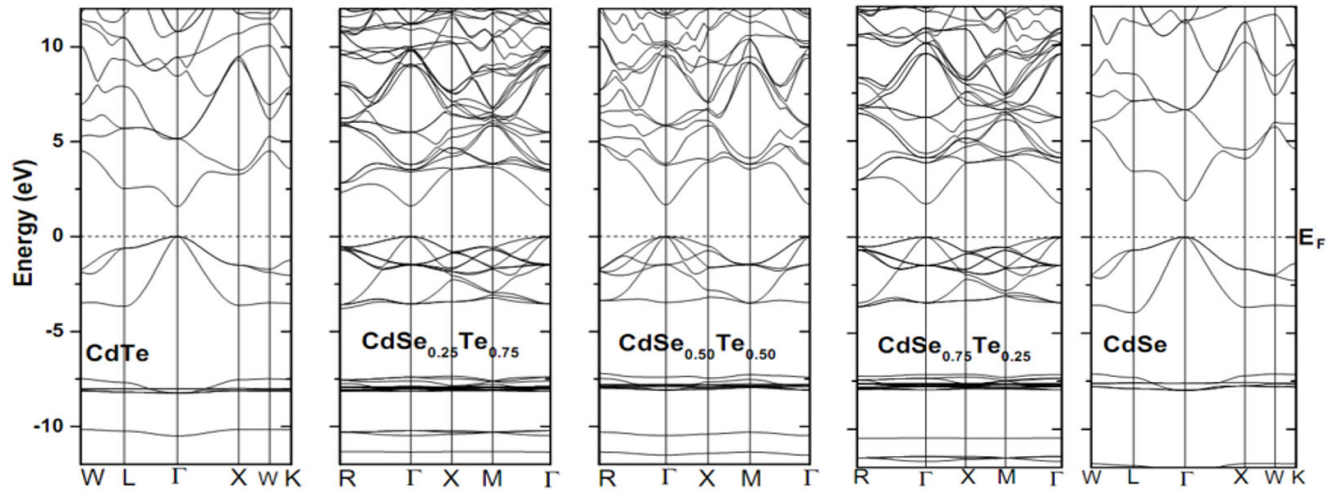 Energy (eV)
10
5
0
-5
-10
CdTe
W L Γ X W K
CdSe0.25Te0.75
R Γ X M Γ
CdSe0.50Te0.50
R Γ X M Γ
CdSe0.75Te0.25
R Γ X M Γ
CdSe
W L Γ X W K
EF